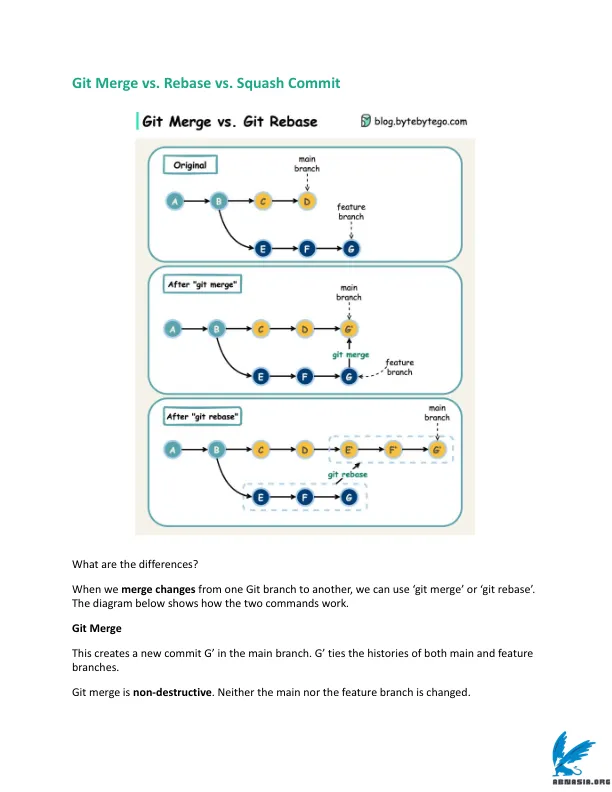 Git Merge vs. Rebase vs. Squash Commit
Git Merge vs. Git Rebase
blog.bytebytego.com
Original
main
branch
A
B
C
D
feature
branch
E
F
G
After "git merge"
main
branch
A
B
C
D
G'
git merge
feature
branch
E
F
G
After "git rebase"
main
branch
A
B
C
D
E'
F'
G'
git rebase
E
F
G
What are the differences?
When we merge changes from one Git branch to another, we can use ‘git merge’ or ‘git rebase’.
The diagram below shows how the two commands work.
Git Merge
This creates a new commit G’ in the main branch. G’ ties the histories of both main and feature
branches.
Git merge is non-destructive. Neither the main nor the feature branch is changed.
ABNASIA.ORG